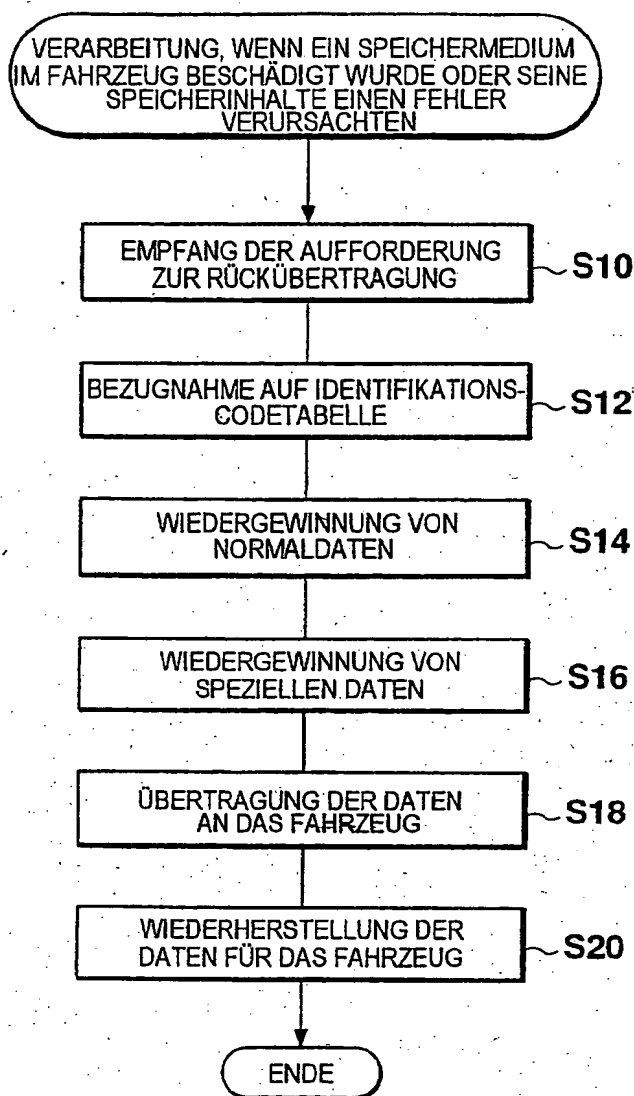 VERARBEITUNG, WENN EIN SPEICHERMEDIUM
IM FAHRZEUG BESCHÄDIGT WURDE ODER SEINE
SPEICHERINHALTE EINEN FEHLER
VERURSACHTEN
EMPFANG DER AUFFORDERUNG
ZUR RÜCKÜBERTRAGUNG
S10
BEZUGNAHME AUF IDENTIFIKATIONS-
CODETABELLE
S12
WIEDERGEWINNUNG VON
NORMALDATEN
S14
WIEDERGEWINNUNG VON
SPEZIELLEN DATEN
S16
ÜBERTRAGUNG DER DATEN
AN DAS FAHRZEUG
S18
WIEDERHERSTELLUNG DER
DATEN FÜR DAS FAHRZEUG
S20
ENDE